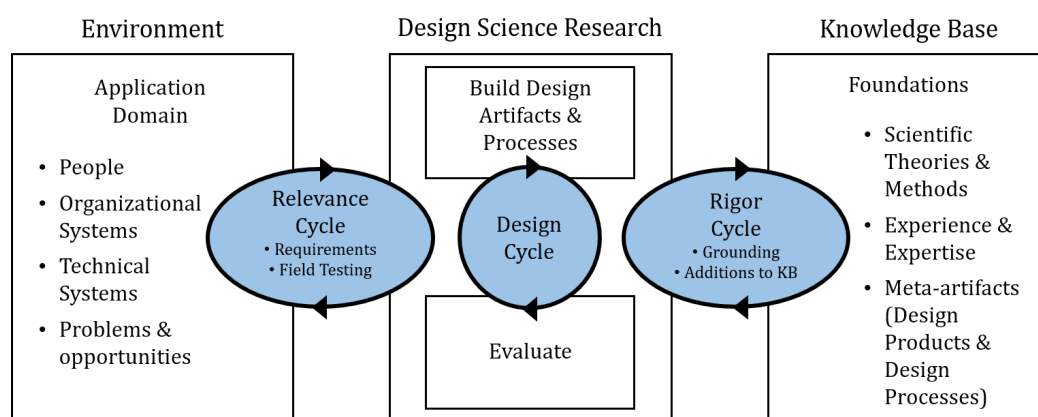 Environment
Application
Domain
• People
• Organizational
Systems
• Technical
Systems
• Problems &
opportunities
Relevance
Cycle
• Requirements
• Field Testing
Design Science Research
Build Design
Artifacts &
Processes
Design
Cycle
Evaluate
Rigor
Cycle
• Grounding
• Additions to KB
Knowledge Base
Foundations
• Scientific
Theories &
Methods
• Experience &
Expertise
• Meta-artifacts
(Design
Products &
Design
Processes)